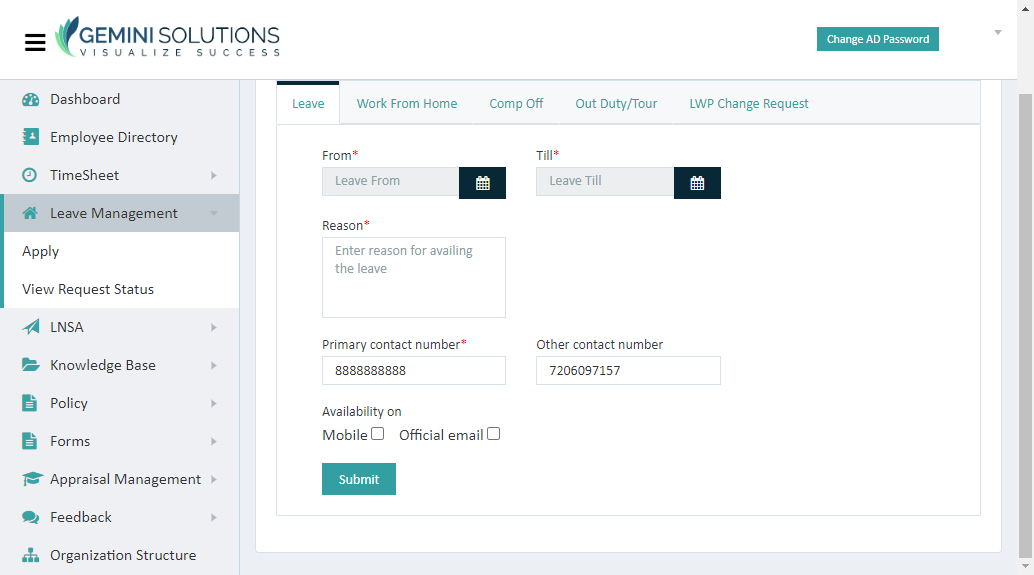 GEMINI SOLUTIONS
VISUALIZE SUCCESS
Change AD Password
Dashboard
Employee Directory
TimeSheet
Leave Management
Apply
View Request Status
LNSA
Knowledge Base
Policy
Forms
Appraisal Management
Feedback
Organization Structure
Leave Work From Home Comp Off Out Duty/Tour LWP Change Request
From* Till*
Leave From Leave Till
Reason*
Enter reason for availing
the leave
Primary contact number* Other contact number
8888888888 7206097157
Availability on
Mobile Official email
Submit